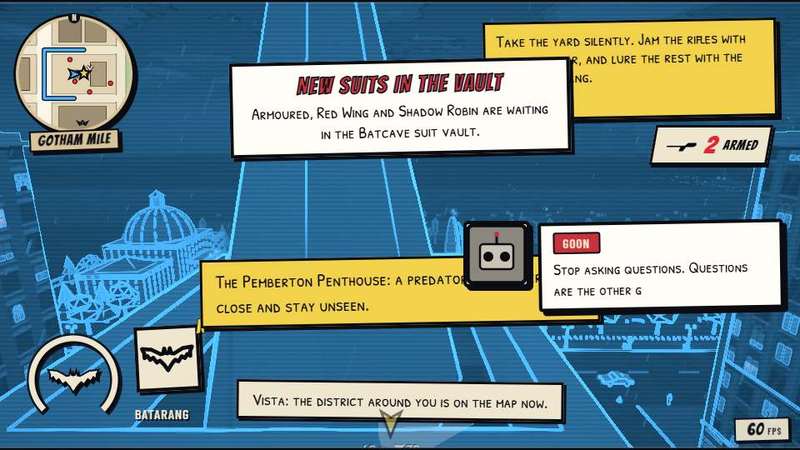 GOTHAM MILE
TAKE THE YARD SILENTLY. JAM THE RIFLES WITH
R, AND LURE THE REST WITH THE
NG.
NEW SUITS IN THE VAULT
ARMOURED, RED WING AND SHADOW ROBIN ARE WAITING
IN THE BATCAVE SUIT VAULT.
2 ARMED
GOON
STOP ASKING QUESTIONS. QUESTIONS
ARE THE OTHER G
THE PEMBERTON PENTHOUSE: A PREDATOR
CLOSE AND STAY UNSEEN.
BATARANG
VISTA: THE DISTRICT AROUND YOU IS ON THE MAP NOW.
60 FPS